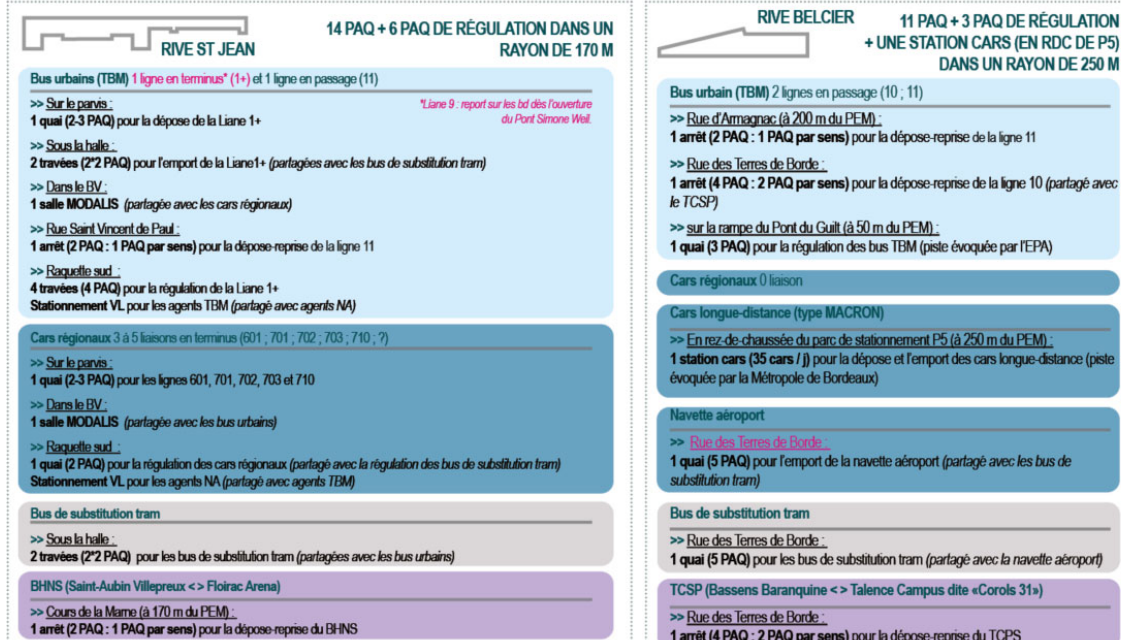 RIVE ST JEAN
14 PAQ + 6 PAQ DE RÉGULATION DANS UN
RAYON DE 170 M
Bus urbains (TBM) 1 ligne en terminus* (1+) et 1 ligne en passage (11)
>> Sur le parvis :
1 quai (2-3 PAQ) pour la dépose de la Liane 1+
*Liane 9 : report sur les bd dès l'ouverture
du Pont Simone Weil.
>> Sous la halle :
2 travées (2*2 PAQ) pour l'emport de la Liane1+ (partagées avec les bus de substitution tram)
>> Dans le BV :
1 salle MODALIS (partagée avec les cars régionaux)
>> Rue Saint Vincent de Paul :
1 arrêt (2 PAQ : 1 PAQ par sens) pour la dépose-reprise de la ligne 11
>> Raquette sud :
4 travées (4 PAQ) pour la régulation de la Liane 1+
Stationnement VL pour les agents TBM (partagé avec agents NA)
Cars régionaux 3 à 5 liaisons en terminus (601 ; 701 ; 702 ; 703 ; 710 ; ?)
>> Sur le parvis :
1 quai (2-3 PAQ) pour les lignes 601, 701, 702, 703 et 710
>> Dans le BV :
1 salle MODALIS (partagée avec les bus urbains)
>> Raquette sud :
1 quai (2 PAQ) pour la régulation des cars régionaux (partagé avec la régulation des bus de substitution tram)
Stationnement VL pour les agents NA (partagé avec agents TBM)
Bus de substitution tram
>> Sous la halle :
2 travées (2*2 PAQ) pour les bus de substitution tram (partagées avec les bus urbains)
BHNS (Saint-Aubin Villepreux <> Floirac Arena)
>> Cours de la Marne (à 170 m du PEM) :
1 arrêt (2 PAQ : 1 PAQ par sens) pour la dépose-reprise du BHNS
RIVE BELCIER
11 PAQ + 3 PAQ DE RÉGULATION
+ UNE STATION CARS (EN RDC DE P5)
DANS UN RAYON DE 250 M
Bus urbain (TBM) 2 lignes en passage (10 ; 11)
>> Rue d'Armagnac (à 200 m du PEM) :
1 arrêt (2 PAQ : 1 PAQ par sens) pour la dépose-reprise de la ligne 11
>> Rue des Terres de Borde :
1 arrêt (4 PAQ : 2 PAQ par sens) pour la dépose-reprise de la ligne 10 (partagé avec
le TCSP)
>> sur la rampe du Pont du Guilt (à 50 m du PEM) :
1 quai (3 PAQ) pour la régulation des bus TBM (piste évoquée par l'EPA)
Cars régionaux 0 liaison
Cars longue-distance (type MACRON)
>> En rez-de-chaussée du parc de stationnement P5 (à 250 m du PEM) :
1 station cars (35 cars / j) pour la dépose et l'emport des cars longue-distance (piste
évoquée par la Métropole de Bordeaux)
Navette aéroport
>> Rue des Terres de Borde :
1 quai (5 PAQ) pour l'emport de la navette aéroport (partagé avec les bus de
substitution tram)
Bus de substitution tram
>> Rue des Terres de Borde :
1 quai (5 PAQ) pour les bus de substitution tram (partagé avec la navette aéroport)
TCSP (Bassens Baranquine <> Talence Campus dite «Corols 31»)
>> Rue des Terres de Borde :
1 arrêt (4 PAQ : 2 PAQ par sens) pour la dépose-reprise du TCPS